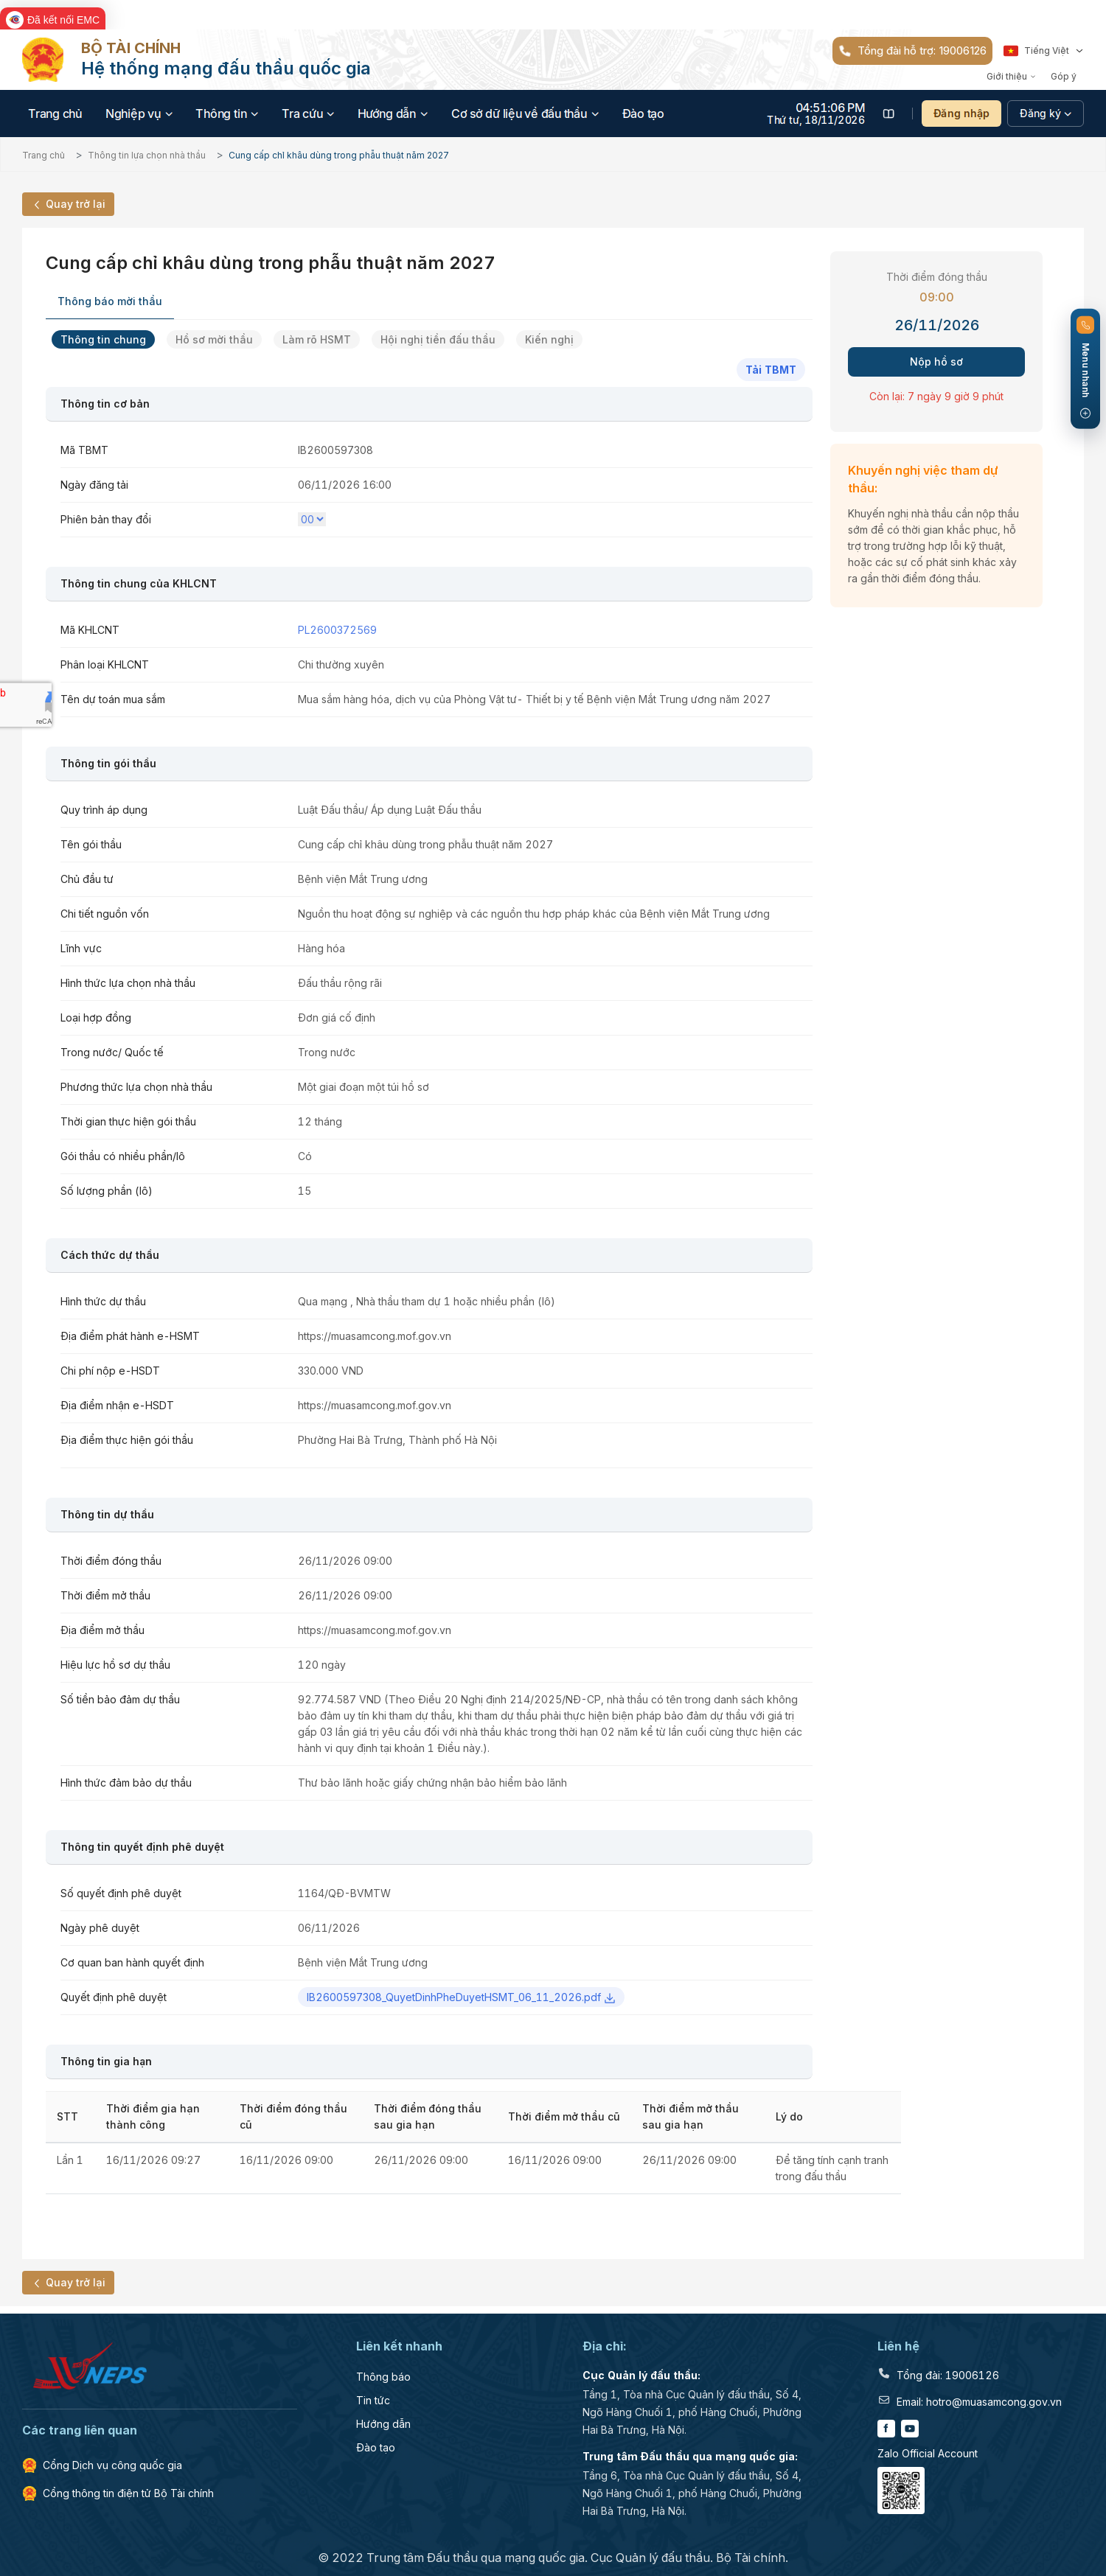 Đã kết nối EMC
BỘ TÀI CHÍNH
Hệ thống mạng đấu thầu quốc gia
Tổng đài hỗ trợ: 19006126
Tiếng Việt
Giới thiệu
Góp ý
Trang chủ
Nghiệp vụ
Thông tin
Tra cứu
Hướng dẫn
Cơ sở dữ liệu về đấu thầu
Đào tạo
04:51:06 PM
Thứ tư, 18/11/2026
Đăng nhập
Đăng ký
Trang chủ > Thông tin lựa chọn nhà thầu > Cung cấp chỉ khâu dùng trong phẫu thuật năm 2027
Quay trở lại
Cung cấp chỉ khâu dùng trong phẫu thuật năm 2027
Thông báo mời thầu
Thông tin chung
Hồ sơ mời thầu
Làm rõ HSMT
Hội nghị tiền đấu thầu
Kiến nghị
Tải TBMT
Thời điểm đóng thầu
09:00
26/11/2026
Nộp hồ sơ
Còn lại: 7 ngày 9 giờ 9 phút
Khuyến nghị việc tham dự
thầu:
Khuyến nghị nhà thầu cần nộp thầu
sớm để có thời gian khắc phục, hỗ
trợ trong trường hợp lỗi kỹ thuật,
hoặc các sự cố phát sinh khác xảy
ra gần thời điểm đóng thầu.
Menu nhanh
Thông tin cơ bản
Mã TBMT IB2600597308
Ngày đăng tải 06/11/2026 16:00
Phiên bản thay đổi 00
Thông tin chung của KHLCNT
Mã KHLCNT PL2600372569
Phân loại KHLCNT Chi thường xuyên
Tên dự toán mua sắm Mua sắm hàng hóa, dịch vụ của Phòng Vật tư- Thiết bị y tế Bệnh viện Mắt Trung ương năm 2027
b
reCA
Thông tin gói thầu
Quy trình áp dụng Luật Đấu thầu/ Áp dụng Luật Đấu thầu
Tên gói thầu Cung cấp chỉ khâu dùng trong phẫu thuật năm 2027
Chủ đầu tư Bệnh viện Mắt Trung ương
Chi tiết nguồn vốn Nguồn thu hoạt động sự nghiệp và các nguồn thu hợp pháp khác của Bệnh viện Mắt Trung ương
Lĩnh vực Hàng hóa
Hình thức lựa chọn nhà thầu Đấu thầu rộng rãi
Loại hợp đồng Đơn giá cố định
Trong nước/ Quốc tế Trong nước
Phương thức lựa chọn nhà thầu Một giai đoạn một túi hồ sơ
Thời gian thực hiện gói thầu 12 tháng
Gói thầu có nhiều phần/lô Có
Số lượng phần (lô) 15
Cách thức dự thầu
Hình thức dự thầu Qua mạng , Nhà thầu tham dự 1 hoặc nhiều phần (lô)
Địa điểm phát hành e-HSMT https://muasamcong.mof.gov.vn
Chi phí nộp e-HSDT 330.000 VND
Địa điểm nhận e-HSDT https://muasamcong.mof.gov.vn
Địa điểm thực hiện gói thầu Phường Hai Bà Trưng, Thành phố Hà Nội
Thông tin dự thầu
Thời điểm đóng thầu 26/11/2026 09:00
Thời điểm mở thầu 26/11/2026 09:00
Địa điểm mở thầu https://muasamcong.mof.gov.vn
Hiệu lực hồ sơ dự thầu 120 ngày
Số tiền bảo đảm dự thầu 92.774.587 VND (Theo Điều 20 Nghị định 214/2025/NĐ-CP, nhà thầu có tên trong danh sách không
bảo đảm uy tín khi tham dự thầu, khi tham dự thầu phải thực hiện biện pháp bảo đảm dự thầu với giá trị
gấp 03 lần giá trị yêu cầu đối với nhà thầu khác trong thời hạn 02 năm kể từ lần cuối cùng thực hiện các
hành vi quy định tại khoản 1 Điều này.).
Hình thức đảm bảo dự thầu Thư bảo lãnh hoặc giấy chứng nhận bảo hiểm bảo lãnh
Thông tin quyết định phê duyệt
Số quyết định phê duyệt 1164/QĐ-BVMTW
Ngày phê duyệt 06/11/2026
Cơ quan ban hành quyết định Bệnh viện Mắt Trung ương
Quyết định phê duyệt IB2600597308_QuyetDinhPheDuyetHSMT_06_11_2026.pdf
Thông tin gia hạn
STT
Thời điểm gia hạn
thành công
Thời điểm đóng thầu
cũ
Thời điểm đóng thầu
sau gia hạn
Thời điểm mở thầu cũ
Thời điểm mở thầu
sau gia hạn
Lý do
Lần 1
16/11/2026 09:27
16/11/2026 09:00
26/11/2026 09:00
16/11/2026 09:00
26/11/2026 09:00
Để tăng tính cạnh tranh
trong đấu thầu
Quay trở lại
VNEPS
Các trang liên quan
Cổng Dịch vụ công quốc gia
Cổng thông tin điện tử Bộ Tài chính
Liên kết nhanh
Thông báo
Tin tức
Hướng dẫn
Đào tạo
Địa chỉ:
Cục Quản lý đấu thầu:
Tầng 1, Tòa nhà Cục Quản lý đấu thầu, Số 4,
Ngõ Hàng Chuối 1, phố Hàng Chuối, Phường
Hai Bà Trưng, Hà Nội.
Trung tâm Đấu thầu qua mạng quốc gia:
Tầng 6, Tòa nhà Cục Quản lý đấu thầu, Số 4,
Ngõ Hàng Chuối 1, phố Hàng Chuối, Phường
Hai Bà Trưng, Hà Nội.
Liên hệ
Tổng đài: 19006126
Email: hotro@muasamcong.gov.vn
Zalo Official Account
© 2022 Trung tâm Đấu thầu qua mạng quốc gia. Cục Quản lý đấu thầu. Bộ Tài chính.